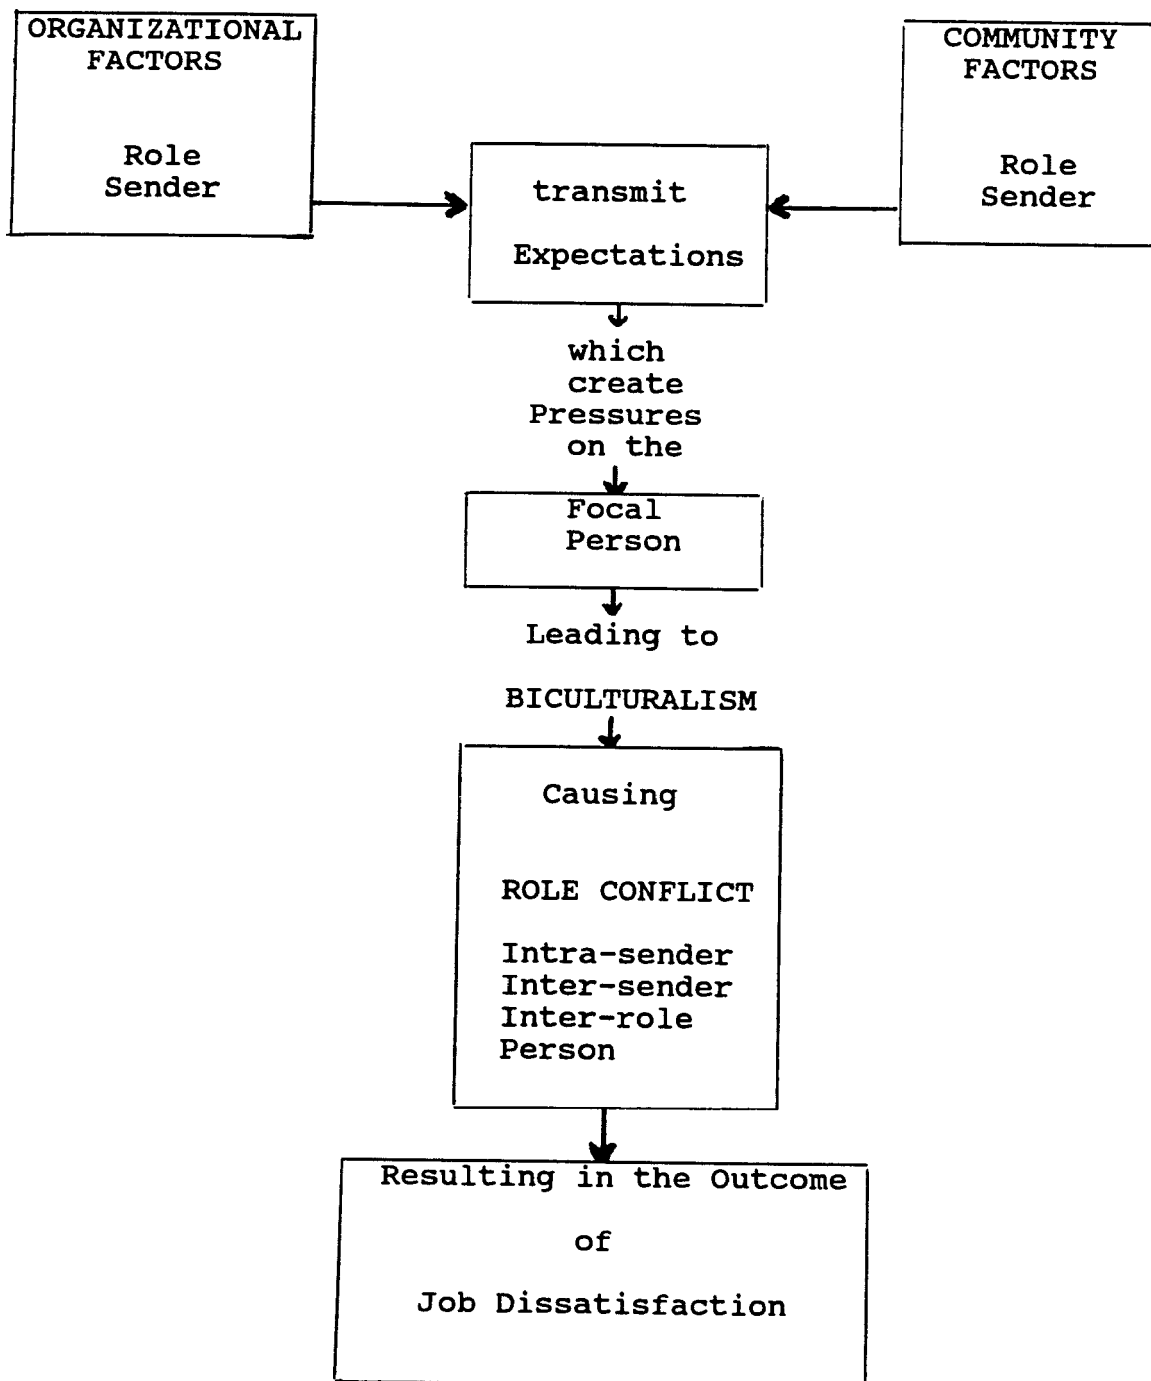 ORGANIZATIONAL
FACTORS
Role
Sender
COMMUNITY
FACTORS
Role
Sender
transmit
Expectations
which
create
Pressures
on the
Focal
Person
Leading to
BICULTURALISM
Causing
ROLE CONFLICT
Intra-sender
Inter-sender
Inter-role
Person
Resulting in the Outcome
of
Job Dissatisfaction